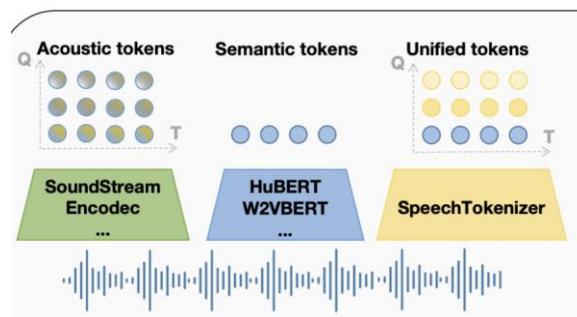 Acoustic tokens
Semantic tokens
Unified tokens
Q
T
Q
T
SoundStream
Encodec
...
HuBERT
W2VBERT
...
SpeechTokenizer